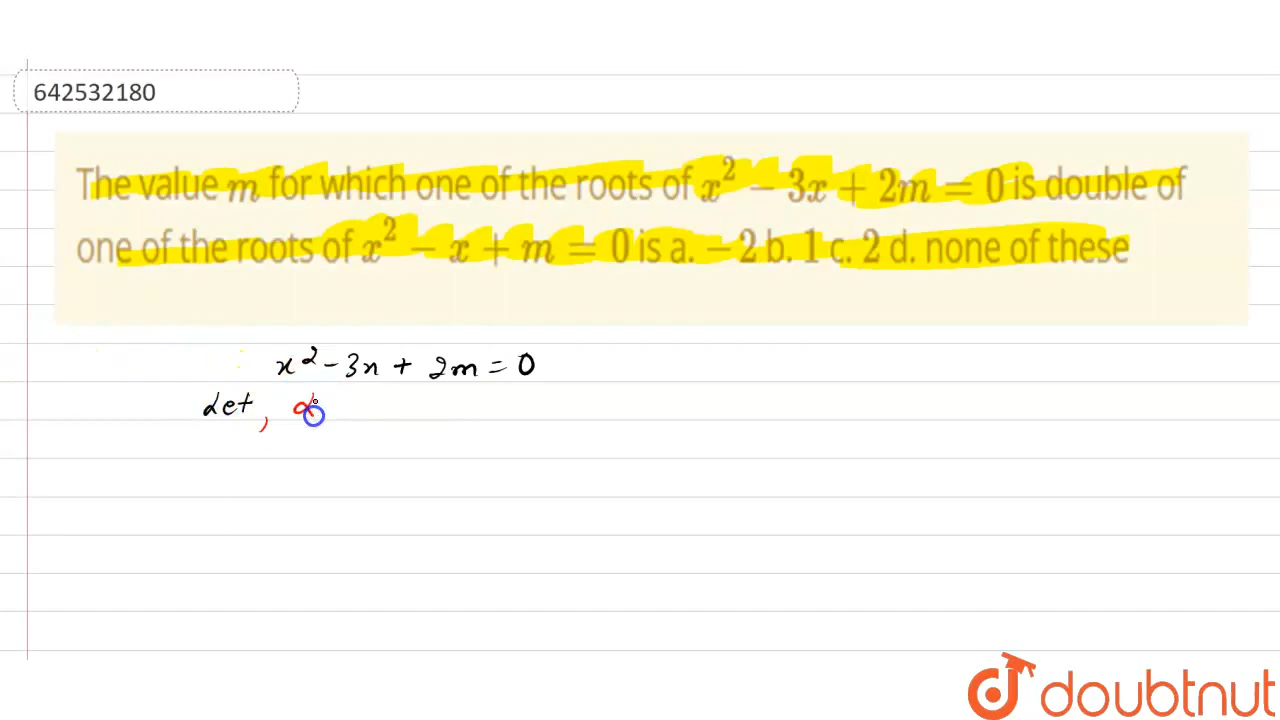 642532180
The value m for which one of the roots of x² − 3x + 2m = 0 is double of
one of the roots of x² − x + m = 0 is a. −2 b. 1 c. 2 d. none of these
x² − 3x + 2m = 0
Let, α
doubtnut